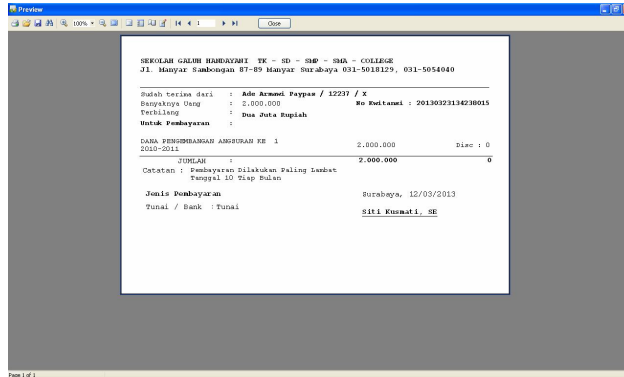 Preview
100%
1
Close
SEKOLAH GALUH HANDAYANI TK - SD - SMP - SMA - COLLEGE
Jl. Manyar Sambongan 87-89 Manyar Surabaya 031-5018129, 031-5054040
Sudah terima dari : Ade Armawi Paypas / 12237 / X
Banyaknya Uang : 2.000.000 No Kwitansi : 20130323134238015
Terbilang : Dua Juta Rupiah
Untuk Pembayaran :
DANA PENGEMBANGAN ANGSURAN KE 1
2010-2011 2.000.000 Disc : 0
JUMLAH : 2.000.000 0
Catatan : Pembayaran Dilakukan Paling Lambat
Tanggal 10 Tiap Bulan
Jenis Pembayaran Surabaya, 12/03/2013
Tunai / Bank : Tunai
Siti Kusmati, SE
Page 1 of 1